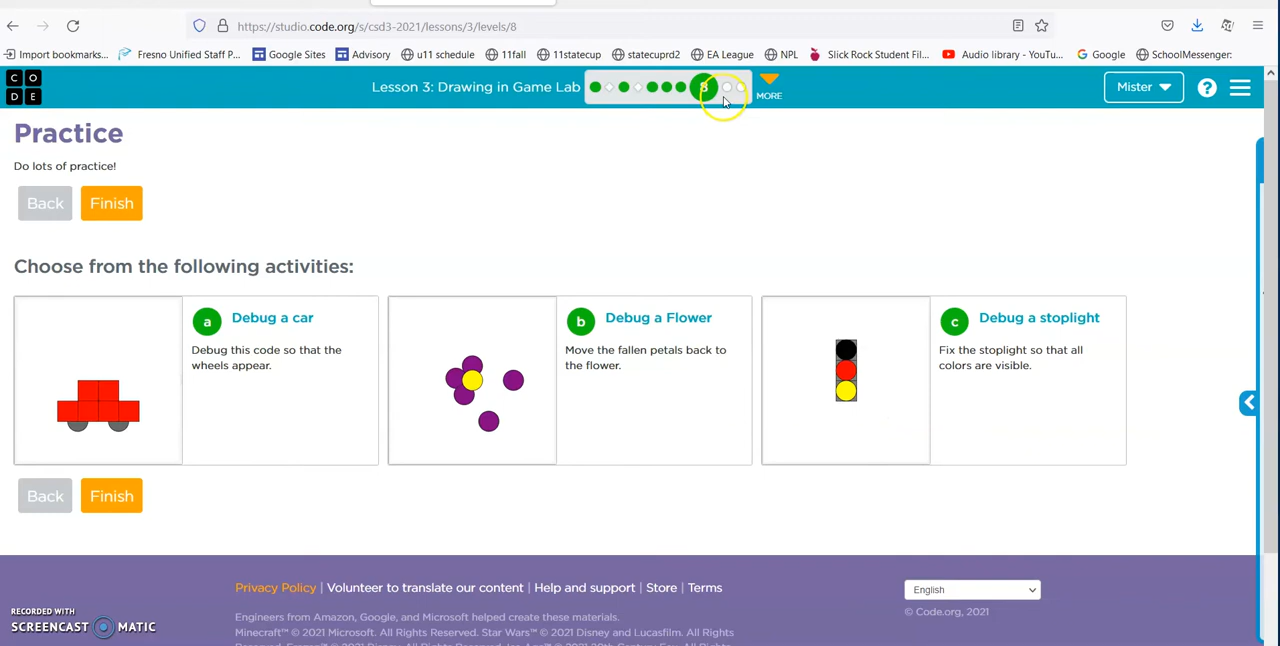 https://studio.code.org/s/csd3-2021/lessons/3/levels/8
Import bookmarks... Fresno Unified Staff P... Google Sites Advisory u11 schedule 11fall 11statecup statecuprd2 EA League NPL Slick Rock Student Fil... Audio library - YouTu... Google SchoolMessenger:
C O D E
Lesson 3: Drawing in Game Lab 8 MORE Mister ?
Practice
Do lots of practice!
Back Finish
Choose from the following activities:
a Debug a car
Debug this code so that the
wheels appear.
b Debug a Flower
Move the fallen petals back to
the flower.
c Debug a stoplight
Fix the stoplight so that all
colors are visible.
Back Finish
Privacy Policy | Volunteer to translate our content | Help and support | Store | Terms
English
© Code.org, 2021
Engineers from Amazon, Google, and Microsoft helped create these materials.
Minecraft™ © 2021 Microsoft. All Rights Reserved. Star Wars™ © 2021 Disney and Lucasfilm. All Rights
RECORDED WITH
SCREENCAST MATIC